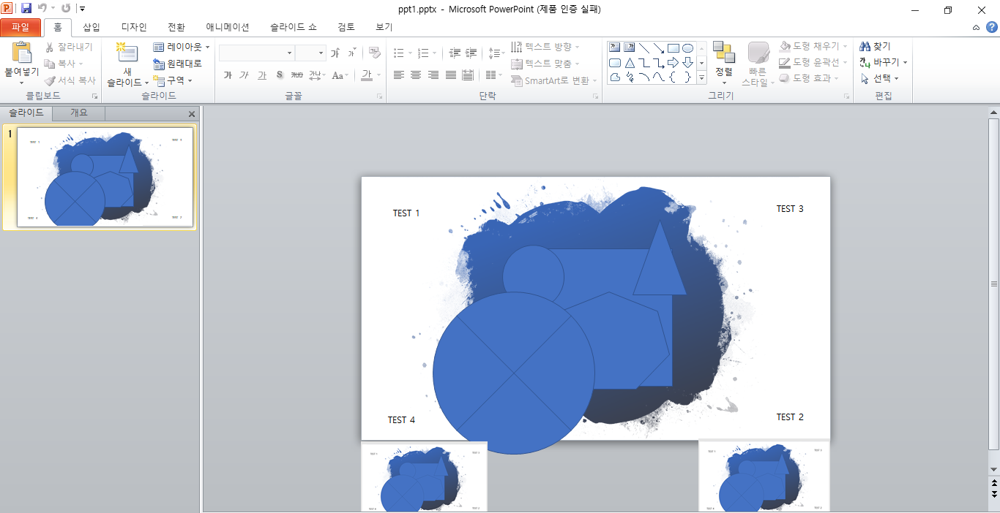 ppt1.pptx - Microsoft PowerPoint (제품 인증 실패)
파일 홈 삽입 디자인 전환 애니메이션 슬라이드 쇼 검토 보기
붙여넣기
잘라내기
복사
서식 복사
클립보드
새
슬라이드
레이아웃
원래대로
구역
슬라이드
가 가 가 S 가 Aa 가
글꼴
텍스트 방향
텍스트 맞춤
SmartArt로 변환
단락
정렬
빠른
스타일
도형 채우기
도형 윤곽선
도형 효과
그리기
찾기
바꾸기
선택
편집
슬라이드 개요
1
TEST 1
TEST 3
TEST 4
TEST 2